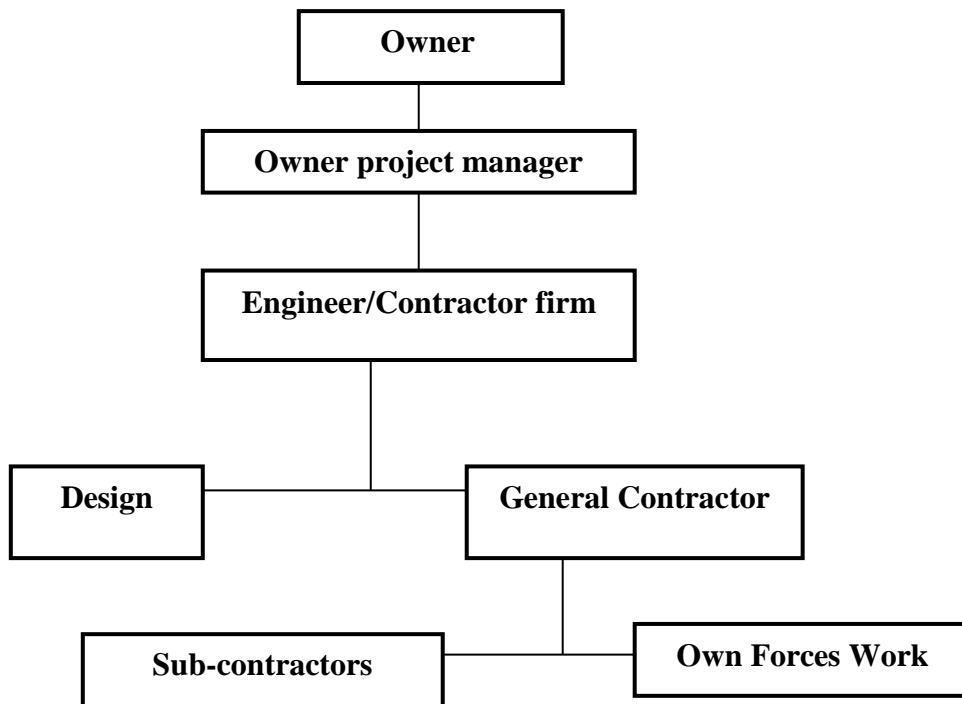 Owner
Owner project manager
Engineer/Contractor firm
Design
General Contractor
Sub-contractors
Own Forces Work